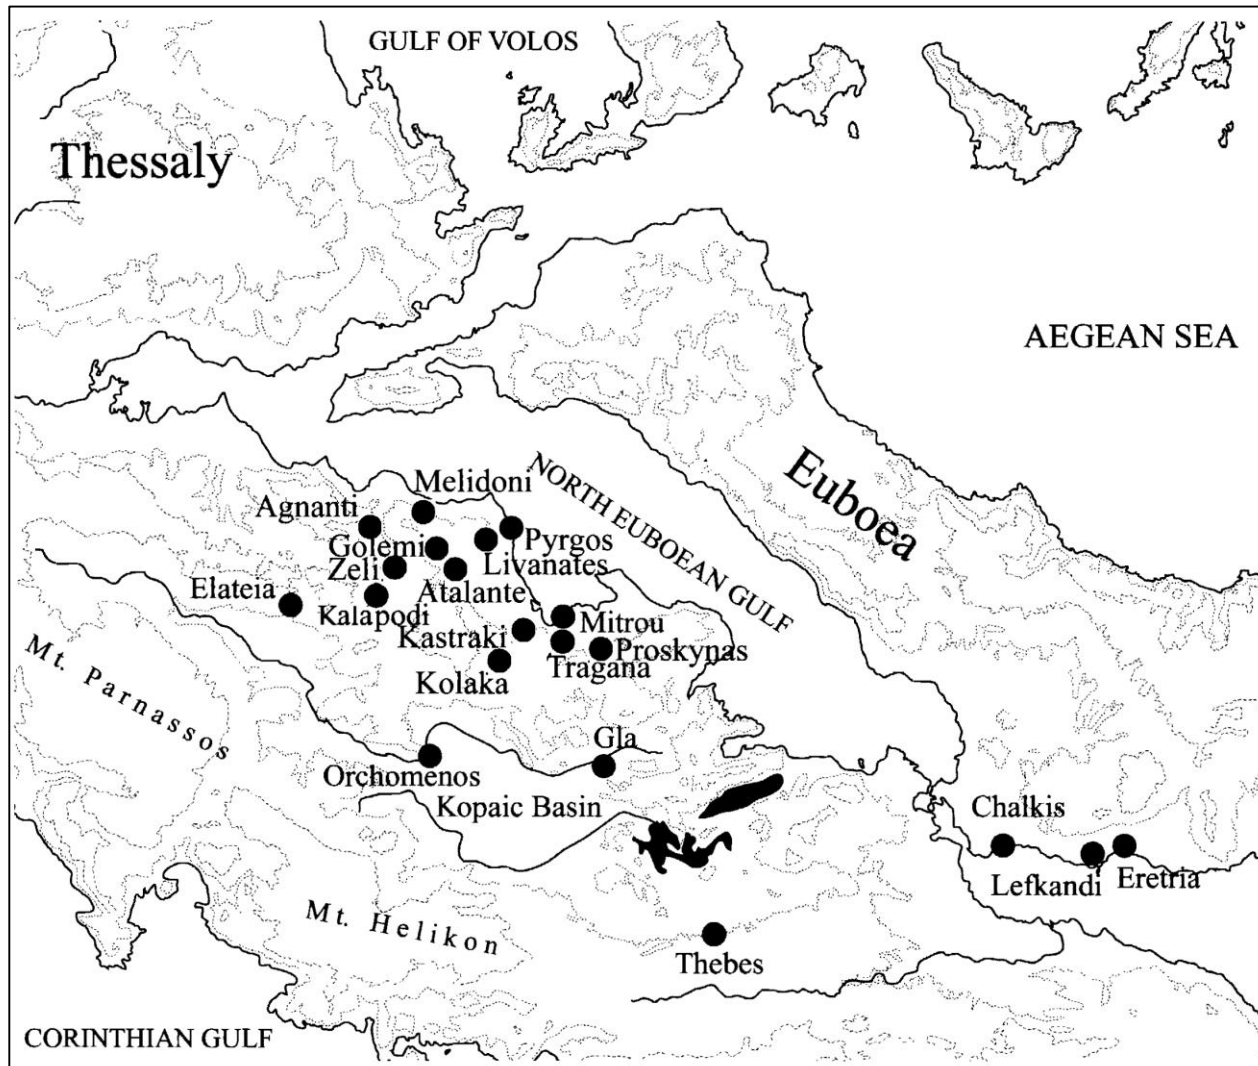 GULF OF VOLOS
Thessaly
AEGEAN SEA
Euboea
NORTH EUBOEAN GULF
Melidoni
Agnanti
Pyrgos
Golemi
Livanates
Zeli
Atalante
Elateia
Kalapodi
Mitrou
Kastraki
Proskynas
Tragana
Kolaka
Mt. Parnassos
Gla
Orchomenos
Kopaic Basin
Chalkis
Lefkandi
Eretria
Mt. Helikon
Thebes
CORINTHIAN GULF